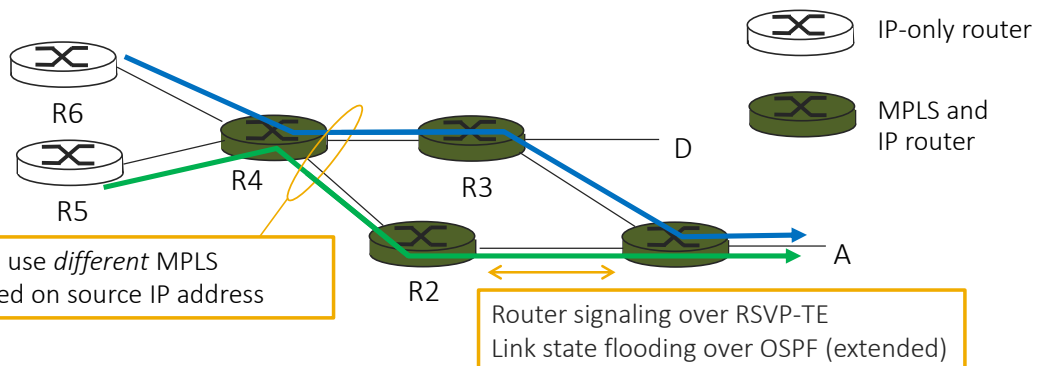 IP-only router
R6
MPLS and
IP router
D
R5
R4
R3
A
use different MPLS
ed on source IP address
R2
Router signaling over RSVP-TE
Link state flooding over OSPF (extended)